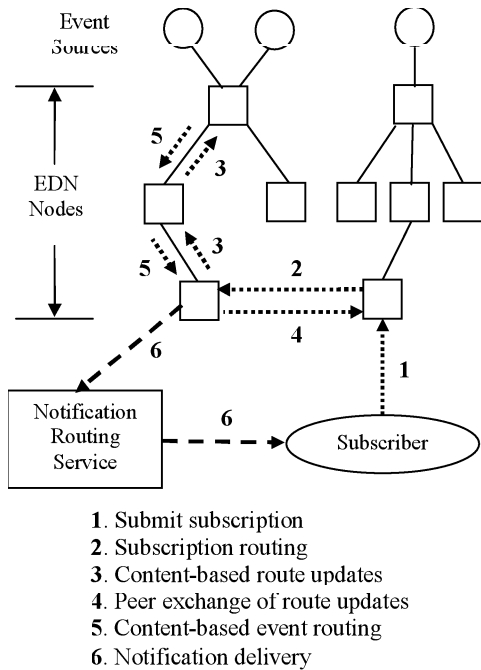 Event
Sources
5
3
EDN
Nodes
3
5
2
4
6
1
Notification
Routing
Service
6
Subscriber
1. Submit subscription
2. Subscription routing
3. Content-based route updates
4. Peer exchange of route updates
5. Content-based event routing
6. Notification delivery